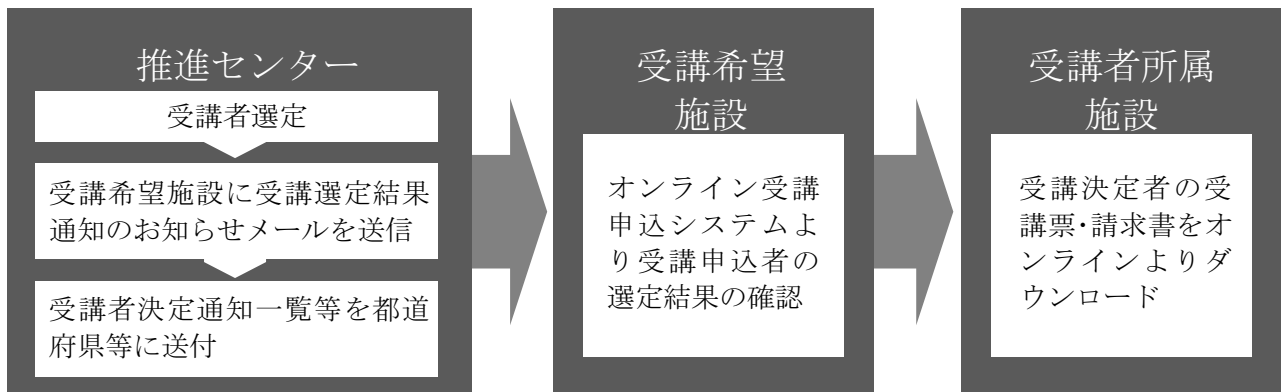 推進センター
受講者選定
受講希望施設に受講選定結果
通知のお知らせメールを送信
受講者決定通知一覧等を都道
府県等に送付
受講希望
施設
オンライン受講
申込システムよ
り受講申込者の
選定結果の確認
受講者所属
施設
受講決定者の受
講票・請求書をオ
ンラインよりダ
ウンロード